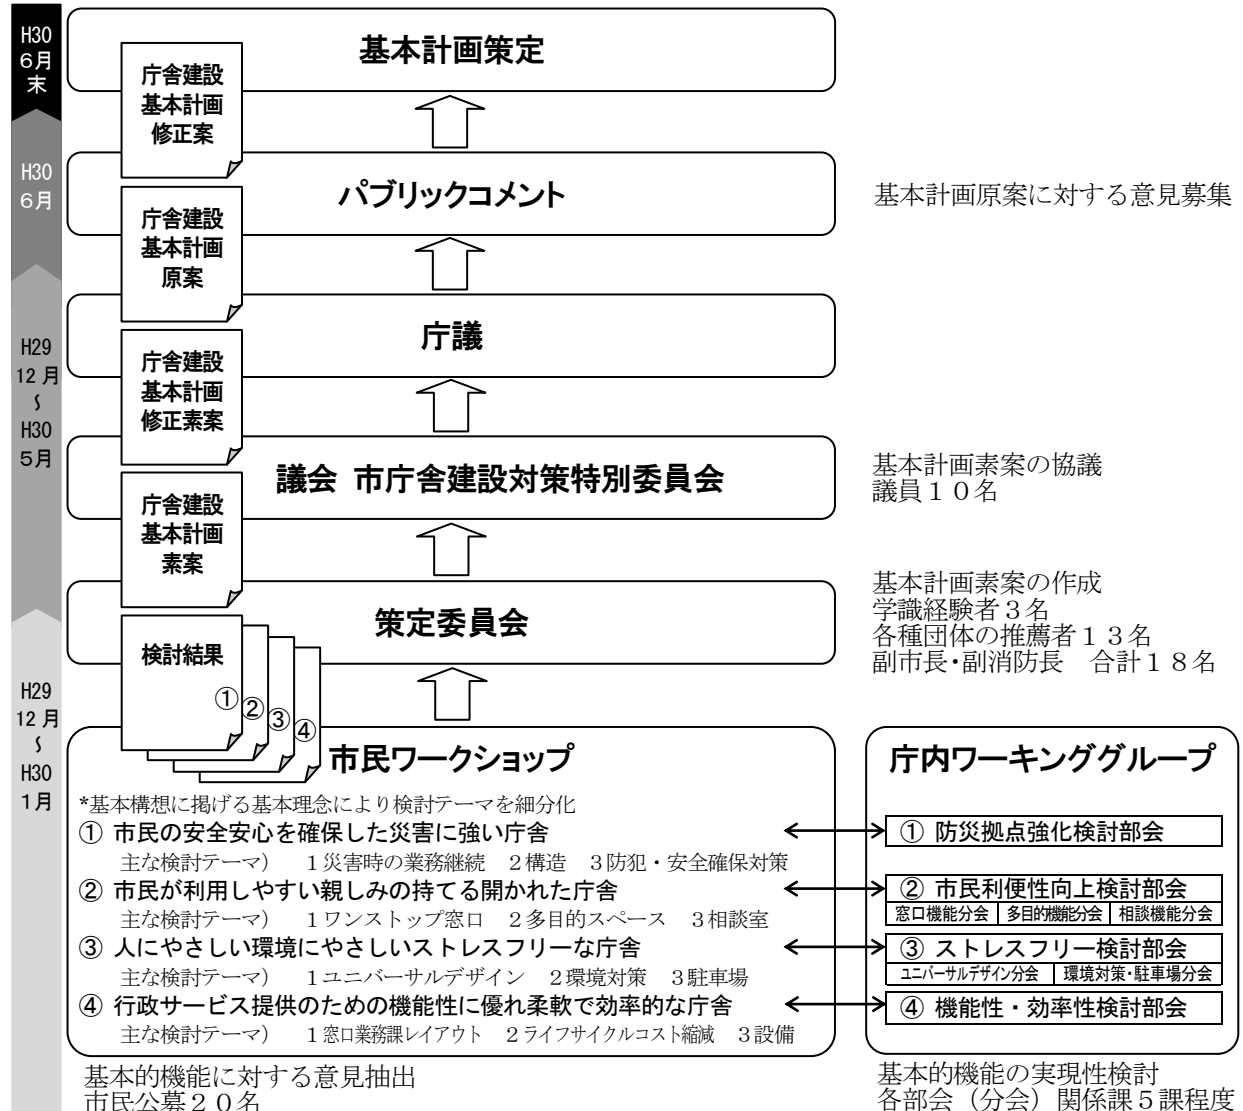 H30
6月
末
基本計画策定
庁舎建設
基本計画
修正案
H30
6月
パブリックコメント
基本計画原案に対する意見募集
庁舎建設
基本計画
原案
H29
12 月
～
H30
5月
庁議
庁舎建設
基本計画
修正素案
議会 市庁舎建設対策特別委員会
基本計画素案の協議
議員１０名
庁舎建設
基本計画
素案
策定委員会
基本計画素案の作成
学識経験者３名
各種団体の推薦者１３名
副市長・副消防長　合計１８名
検討結果
① ② ③ ④
H29
12 月
～
H30
1月
市民ワークショップ
*基本構想に掲げる基本理念により検討テーマを細分化
① 市民の安全安心を確保した災害に強い庁舎
主な検討テーマ）　１災害時の業務継続　２構造　３防犯・安全確保対策
② 市民が利用しやすい親しみの持てる開かれた庁舎
主な検討テーマ）　１ワンストップ窓口　２多目的スペース　３相談室
③ 人にやさしい環境にやさしいストレスフリーな庁舎
主な検討テーマ）　１ユニバーサルデザイン　２環境対策　３駐車場
④ 行政サービス提供のための機能性に優れ柔軟で効率的な庁舎
主な検討テーマ）　１窓口業務課レイアウト　２ライフサイクルコスト縮減　３設備
基本的機能に対する意見抽出
市民公募２０名
庁内ワーキンググループ
① 防災拠点強化検討部会
② 市民利便性向上検討部会
窓口機能分会 多目的機能分会 相談機能分会
③ ストレスフリー検討部会
ユニバーサルデザイン分会 環境対策・駐車場分会
④ 機能性・効率性検討部会
基本的機能の実現性検討
各部会（分会）関係課５課程度